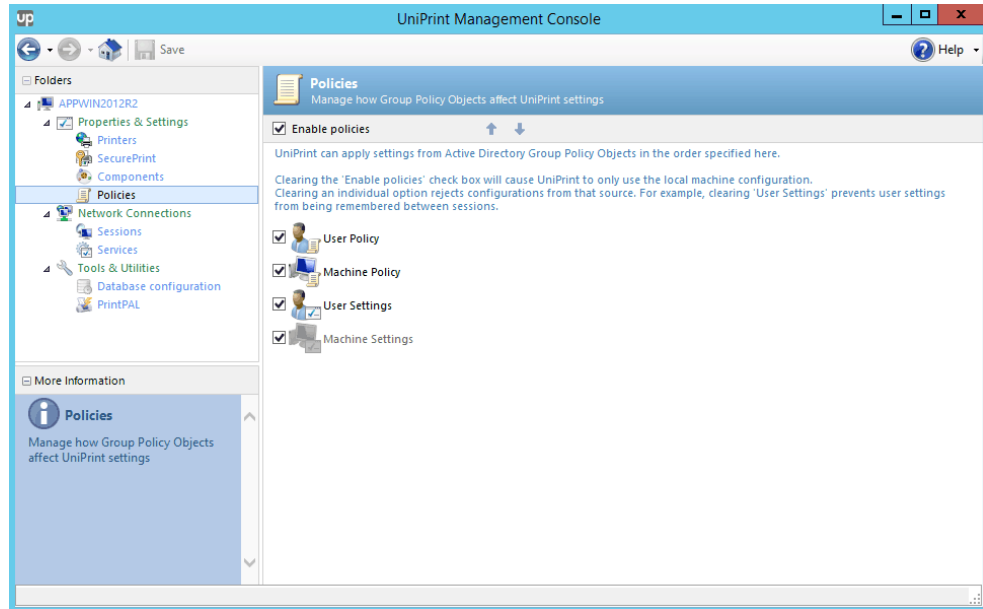 UP
UniPrint Management Console
Save
Help
Folders
APPWIN2012R2
Properties & Settings
Printers
SecurePrint
Components
Policies
Network Connections
Sessions
Services
Tools & Utilities
Database configuration
PrintPAL
More Information
Policies
Manage how Group Policy Objects
affect UniPrint settings
Policies
Manage how Group Policy Objects affect UniPrint settings
Enable policies
UniPrint can apply settings from Active Directory Group Policy Objects in the order specified here.
Clearing the 'Enable policies' check box will cause UniPrint to only use the local machine configuration.
Clearing an individual option rejects configurations from that source. For example, clearing 'User Settings' prevents user settings
from being remembered between sessions.
User Policy
Machine Policy
User Settings
Machine Settings